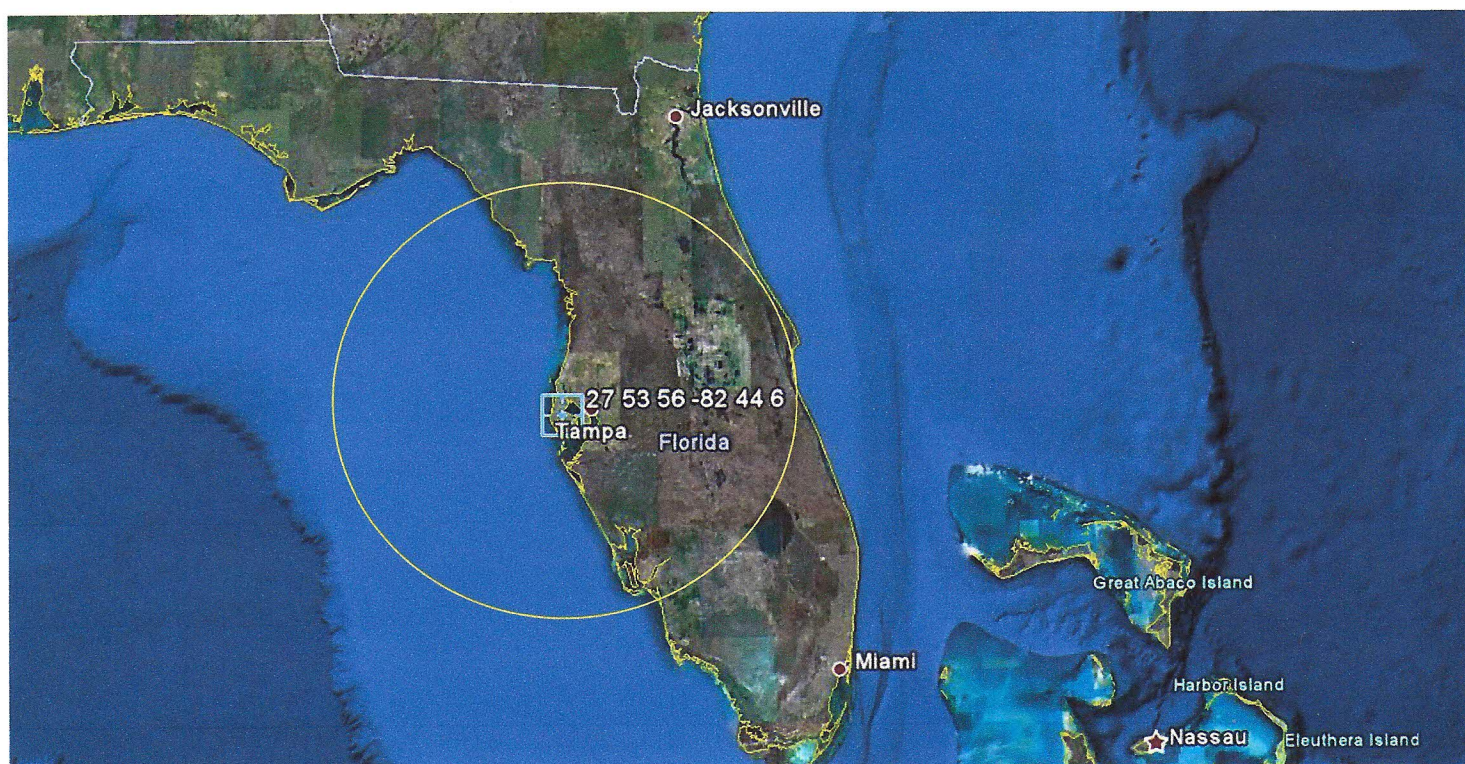 Jacksonville
27 53 56 -82 44 6
Tampa
Florida
Great Abaco Island
Miami
Harbor Island
Nassau
Eleuthera Island